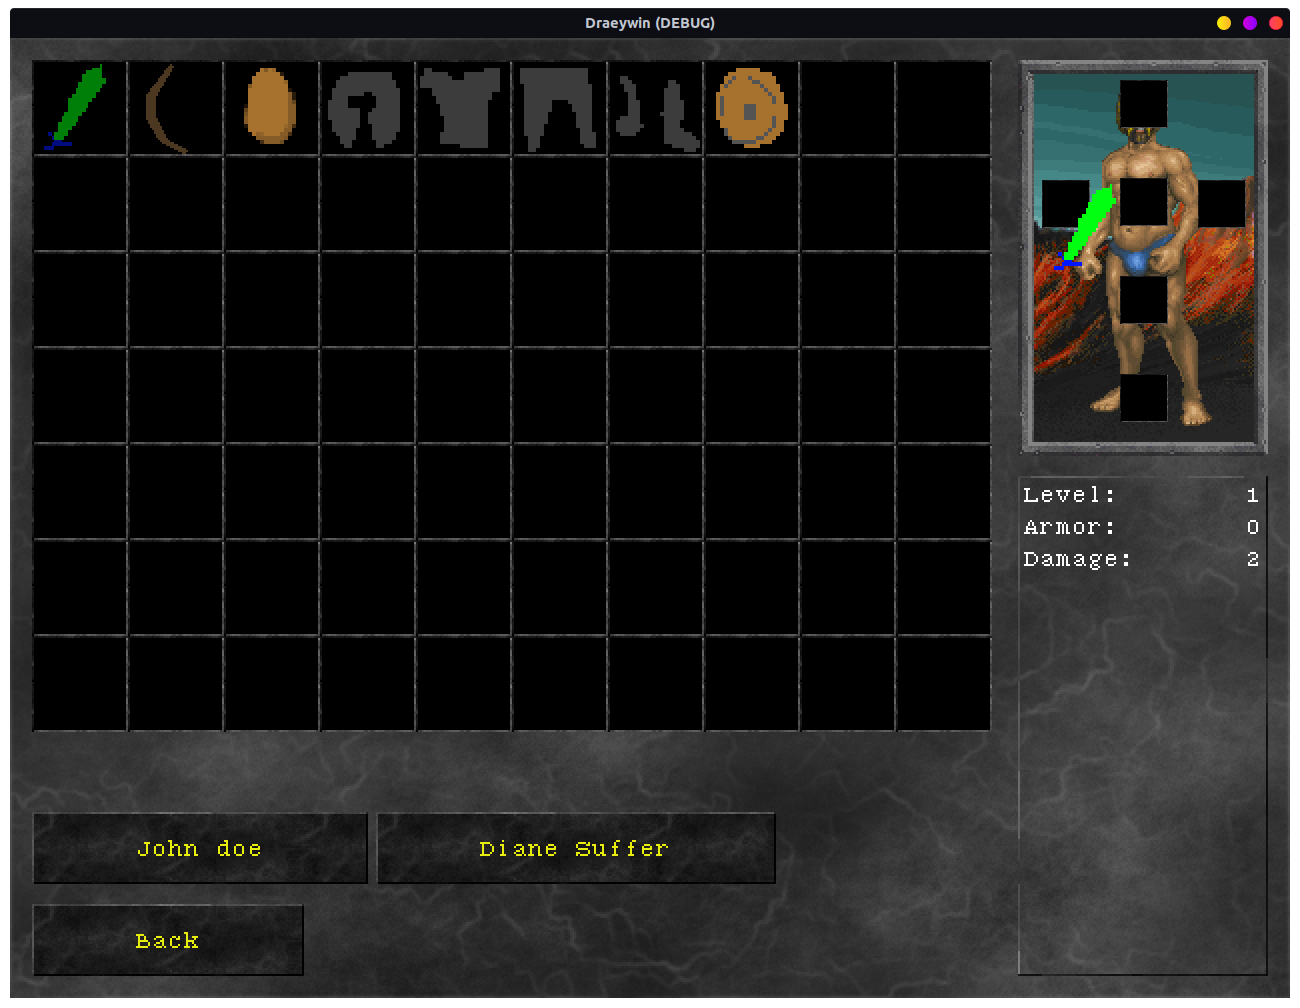 Draeywin (DEBUG)
Level: 1
Armor: 0
Damage: 2
John doe
Diane Suffer
Back